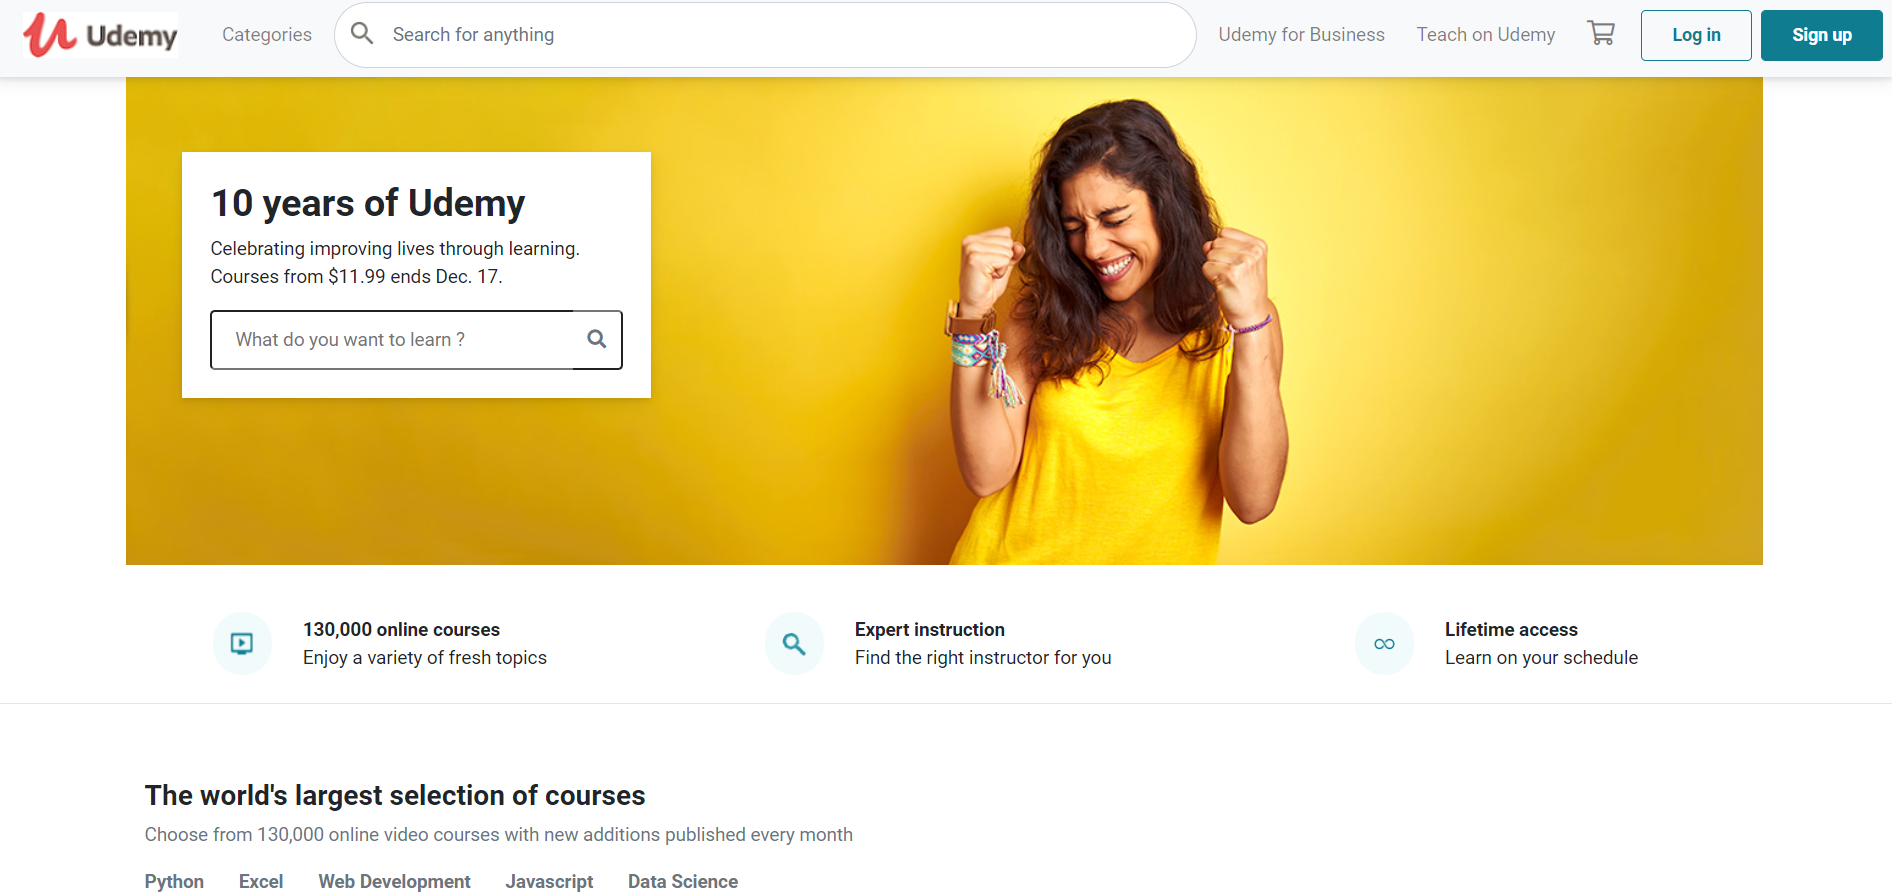 Udemy
Categories
Search for anything
Udemy for Business
Teach on Udemy
Log in
Sign up
10 years of Udemy
Celebrating improving lives through learning.
Courses from $11.99 ends Dec. 17.
What do you want to learn ?
130,000 online courses
Enjoy a variety of fresh topics
Expert instruction
Find the right instructor for you
Lifetime access
Learn on your schedule
The world's largest selection of courses
Choose from 130,000 online video courses with new additions published every month
Python Excel Web Development Javascript Data Science